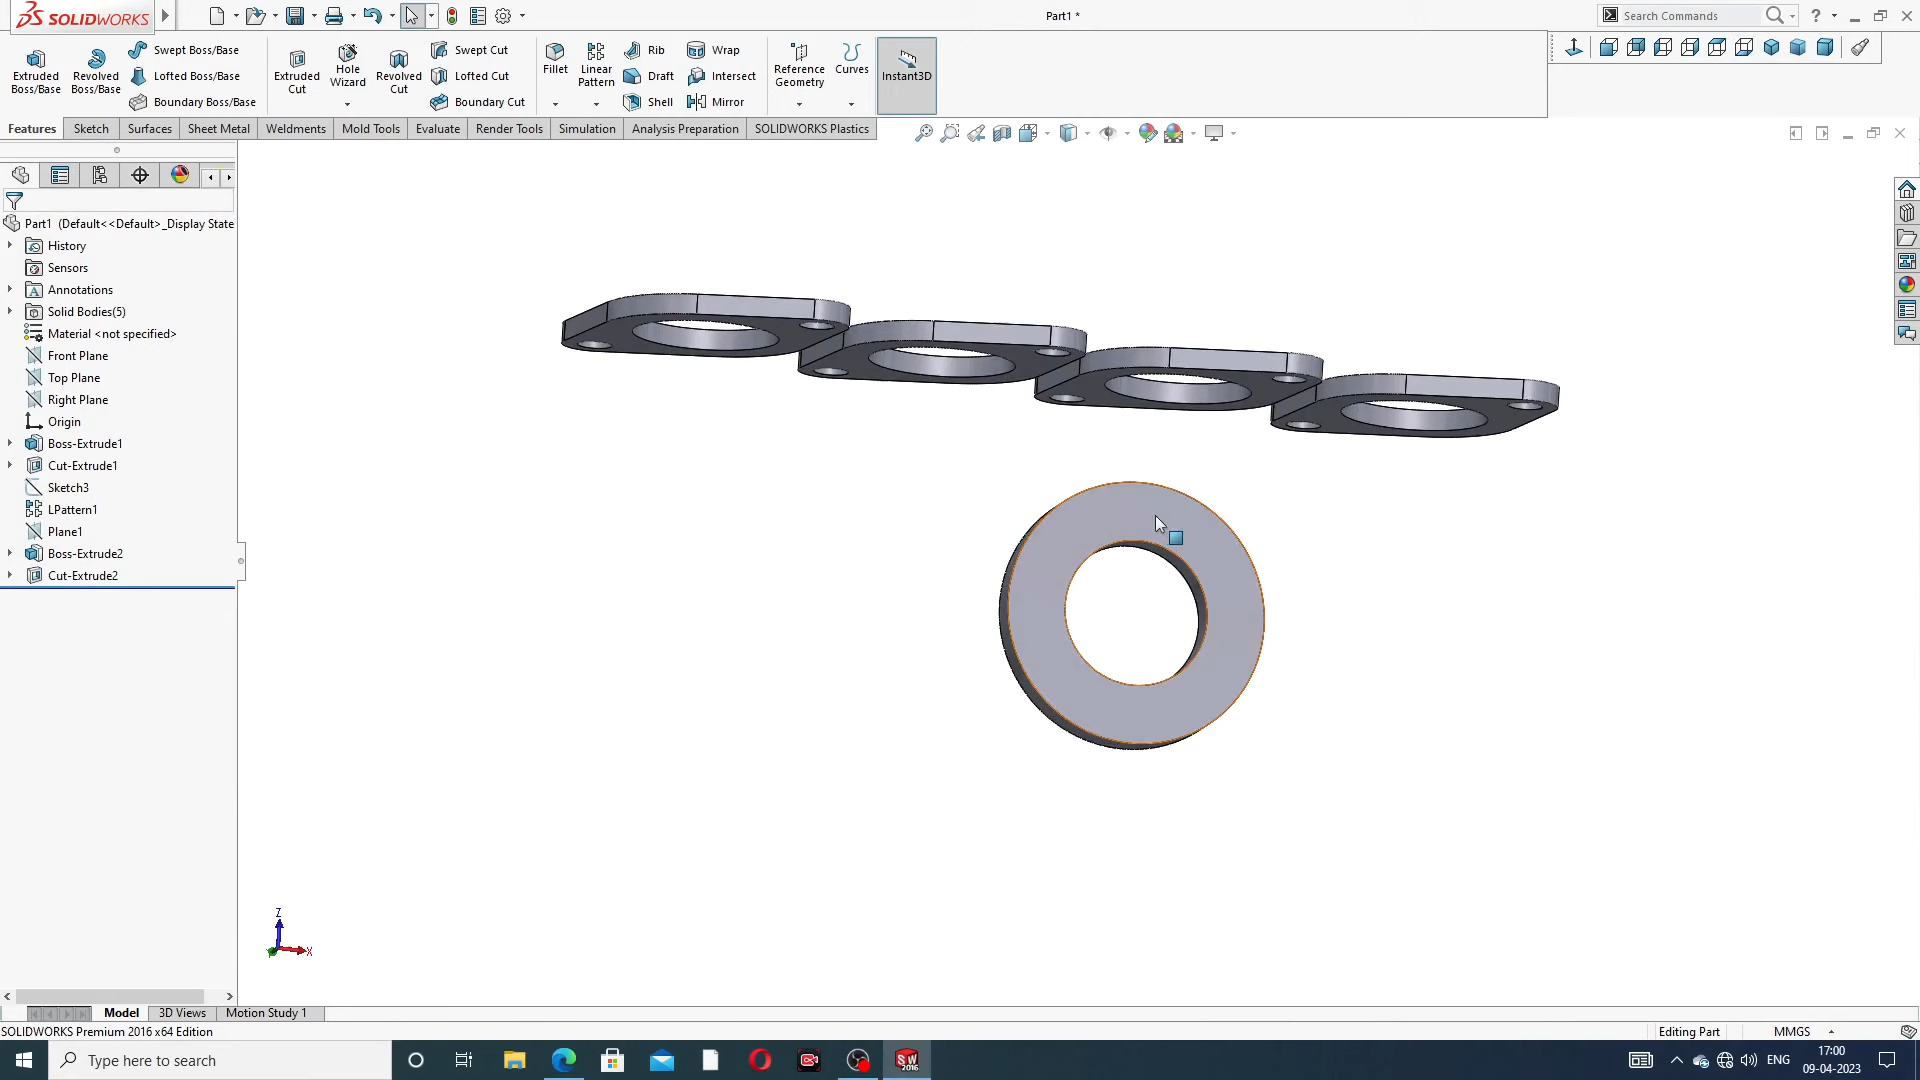 SOLIDWORKS
Part1 *
Search Commands
?
Extruded Boss/Base
Revolved Boss/Base
Swept Boss/Base
Lofted Boss/Base
Boundary Boss/Base
Extruded Cut
Hole Wizard
Revolved Cut
Swept Cut
Lofted Cut
Boundary Cut
Fillet
Linear Pattern
Rib
Draft
Shell
Wrap
Intersect
Mirror
Reference Geometry
Curves
Instant3D
Features
Sketch
Surfaces
Sheet Metal
Weldments
Mold Tools
Evaluate
Render Tools
Simulation
Analysis Preparation
SOLIDWORKS Plastics
Part1 (Default<<Default>_Display State
History
Sensors
Annotations
Solid Bodies(5)
Material <not specified>
Front Plane
Top Plane
Right Plane
Origin
Boss-Extrude1
Cut-Extrude1
Sketch3
LPattern1
Plane1
Boss-Extrude2
Cut-Extrude2
Z
X
Model
3D Views
Motion Study 1
SOLIDWORKS Premium 2016 x64 Edition
Editing Part
MMGS
Type here to search
SW
2016
ENG
17:00
09-04-2023